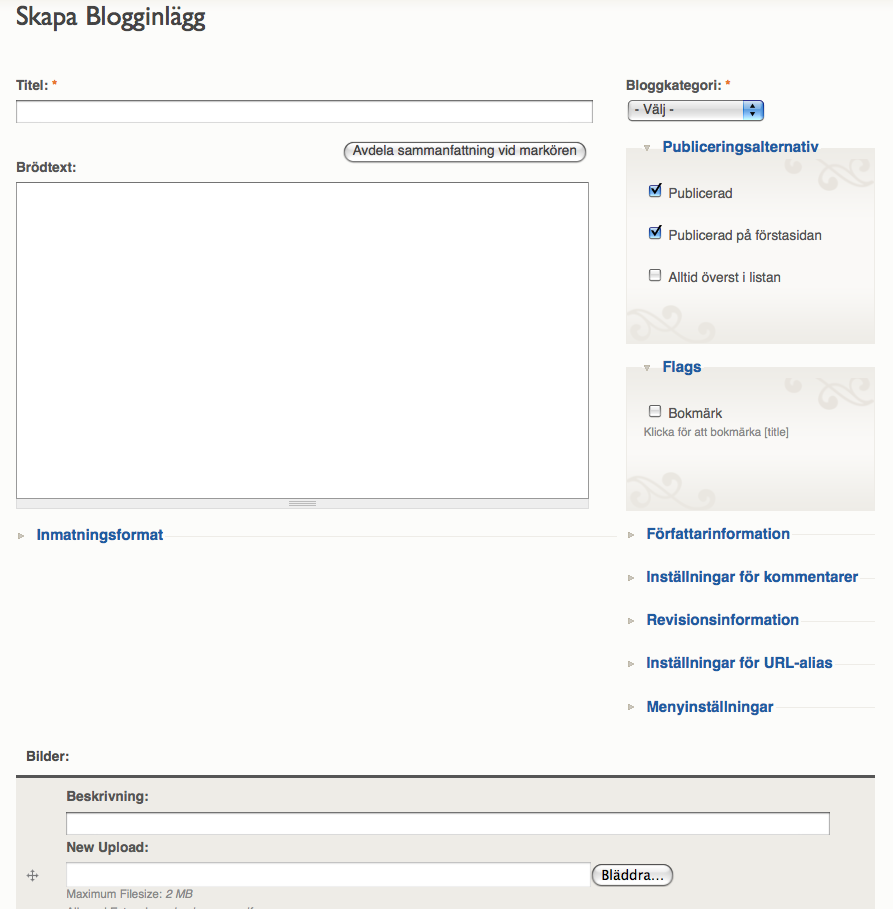 Skapa Blogginlägg
Titel: *
Avdela sammanfattning vid markören
Brödtext:
Inmatningsformat
Bloggkategori: *
- Välj -
Publiceringsalternativ
Publicerad
Publicerad på förstasidan
Alltid överst i listan
Flags
Bokmärk
Klicka för att bokmärka [title]
Författarinformation
Inställningar för kommentarer
Revisionsinformation
Inställningar för URL-alias
Menyinställningar
Bilder:
Beskrivning:
New Upload:
Bläddra...
Maximum Filesize: 2 MB